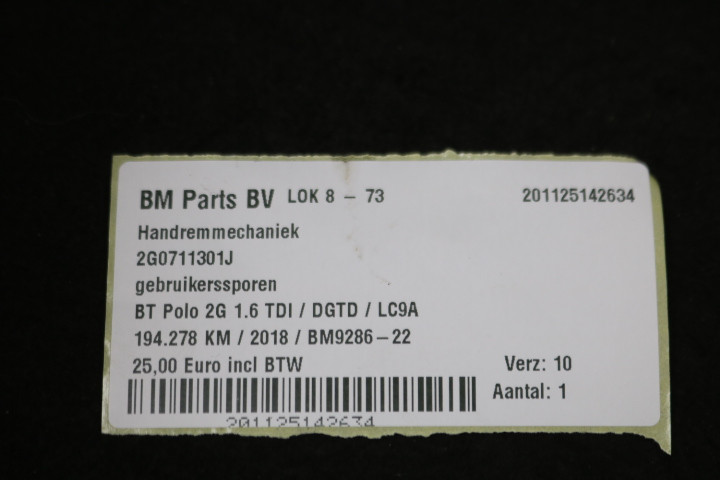 BM Parts BV LOK 8 - 73 201125142634
Handremmechaniek
2G0711301J
gebruikerssporen
BT Polo 2G 1.6 TDI / DGTD / LC9A
194.278 KM / 2018 / BM9286-22
25,00 Euro incl BTW Verz: 10
Aantal: 1
201125142634